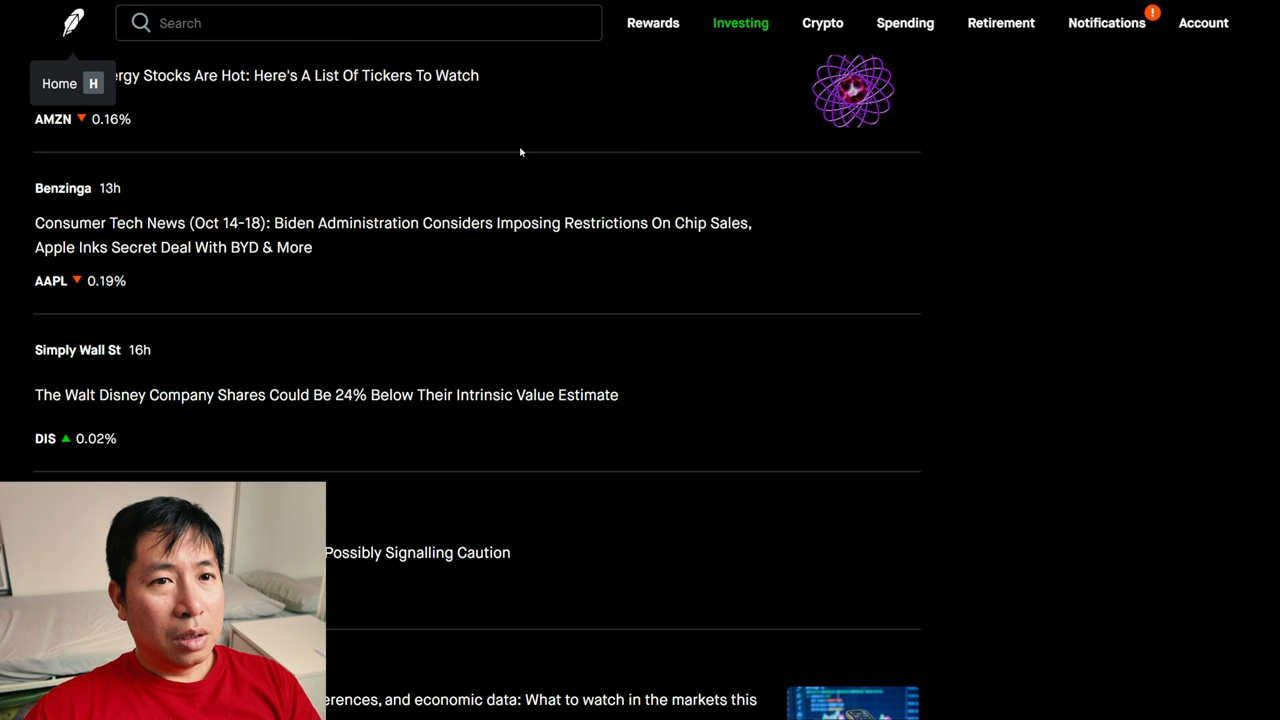 Search
Rewards
Investing
Crypto
Spending
Retirement
Notifications
!
Account
Home H
Stocks Are Hot: Here's A List Of Tickers To Watch
AMZN ▼ 0.16%
Benzinga 13h
Consumer Tech News (Oct 14-18): Biden Administration Considers Imposing Restrictions On Chip Sales,
Apple Inks Secret Deal With BYD & More
AAPL ▼ 0.19%
Simply Wall St 16h
The Walt Disney Company Shares Could Be 24% Below Their Intrinsic Value Estimate
DIS ▲ 0.02%
Possibly Signalling Caution
and economic data: What to watch in the markets this